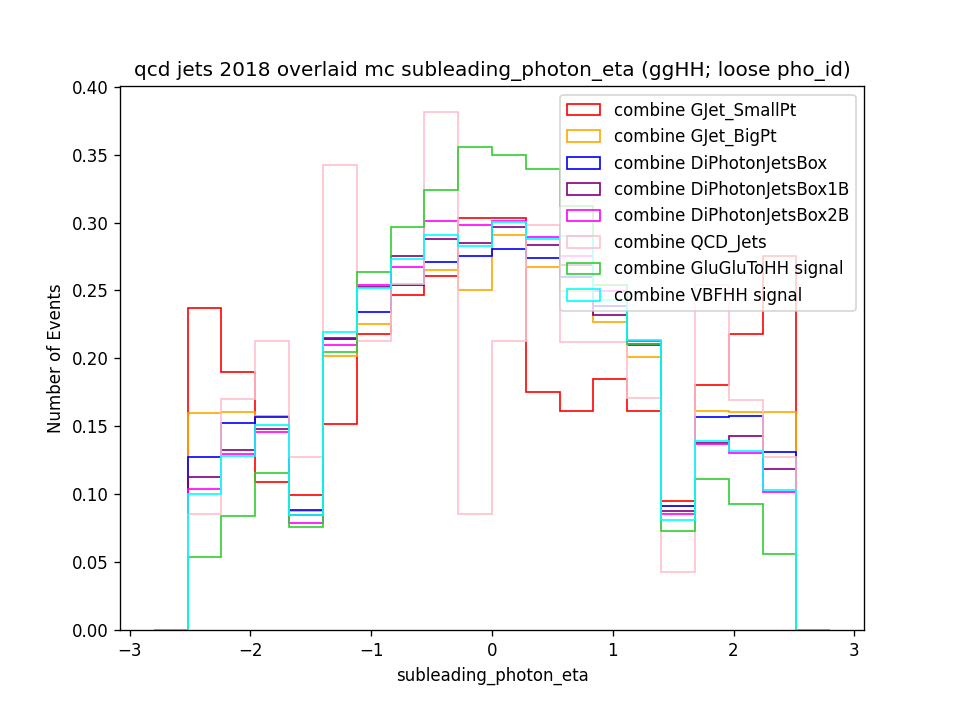 qcd jets 2018 overlaid mc subleading_photon_eta (ggHH; loose pho_id)
combine GJet_SmallPt
combine GJet_BigPt
combine DiPhotonJetsBox
combine DiPhotonJetsBox1B
combine DiPhotonJetsBox2B
combine QCD_Jets
combine GluGluToHH signal
combine VBFHH signal
Number of Events
0.40
0.35
0.30
0.25
0.20
0.15
0.10
0.05
0.00
−3 −2 −1 0 1 2 3
subleading_photon_eta